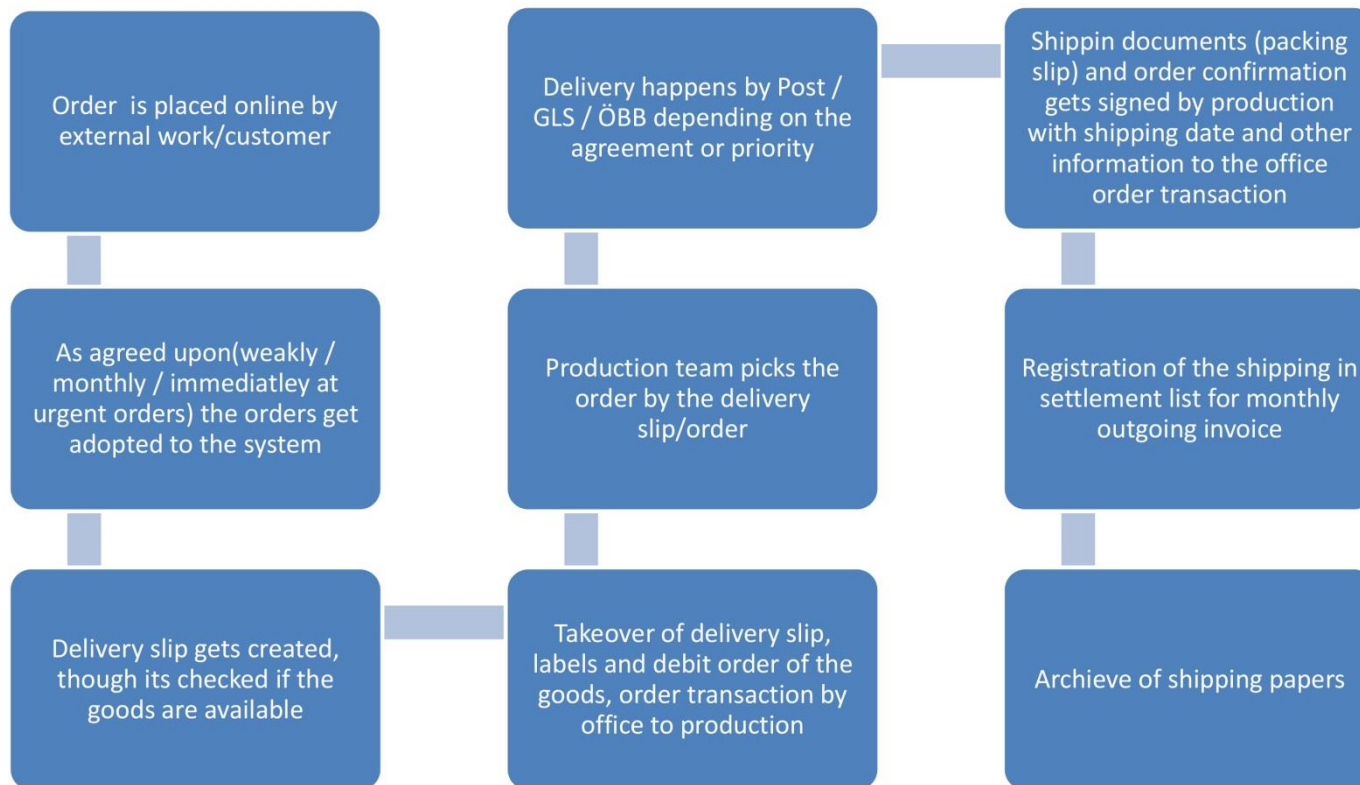 Order is placed online by
external work/customer
As agreed upon(weakly /
monthly / immediatley at
urgent orders) the orders get
adopted to the system
Delivery slip gets created,
though its checked if the
goods are available
Takeover of delivery slip,
labels and debit order of the
goods, order transaction by
office to production
Production team picks the
order by the delivery
slip/order
Delivery happens by Post /
GLS / ÖBB depending on the
agreement or priority
Shippin documents (packing
slip) and order confirmation
gets signed by production
with shipping date and other
information to the office
order transaction
Registration of the shipping in
settlement list for monthly
outgoing invoice
Archieve of shipping papers